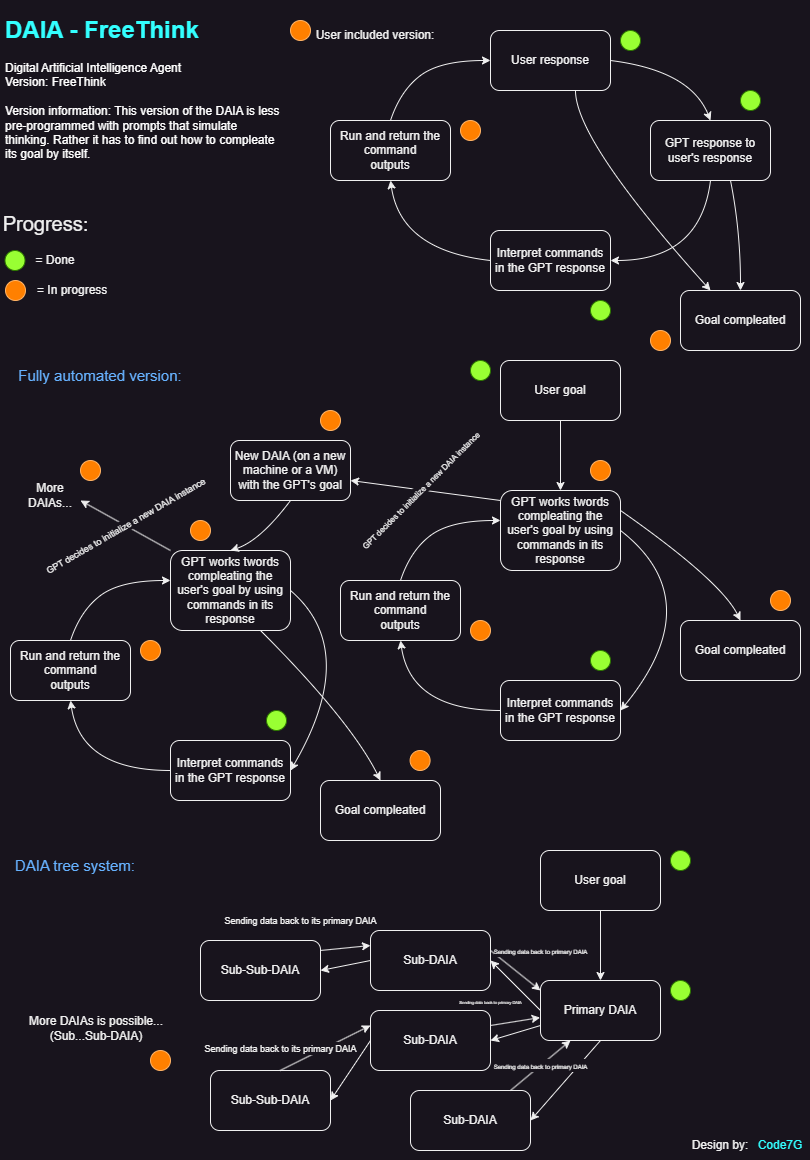 DAIA - FreeThink
Digital Artificial Intelligence Agent
Version: FreeThink
Version information: This version of the DAIA is less
pre-programmed with prompts that simulate
thinking. Rather it has to find out how to compleate
its goal by itself.
Progress:
= Done
= In progress
User included version:
User response
GPT response to
user's response
Run and return the
command
outputs
Interpret commands
in the GPT response
Goal compleated
Fully automated version:
User goal
New DAIA (on a new
machine or a VM)
with the GPT's goal
GPT decides to initialize a new DAIA instance
More
DAIAs...
GPT decides to initialize a new DAIA instance
GPT works twords
compleating the
user's goal by using
commands in its
response
GPT works twords
compleating the
user's goal by using
commands in its
response
Run and return the
command
outputs
Goal compleated
Run and return the
command
outputs
Interpret commands
in the GPT response
Interpret commands
in the GPT response
Goal compleated
DAIA tree system:
User goal
Sending data back to its primary DAIA
Sub-Sub-DAIA
Sub-DAIA
Sending data back to primary DAIA
Primary DAIA
Sending data back to primary DAIA
More DAIAs is possible...
(Sub...Sub-DAIA)
Sub-DAIA
Sending data back to its primary DAIA
Sending data back to primary DAIA
Sub-Sub-DAIA
Sub-DAIA
Design by: Code7G